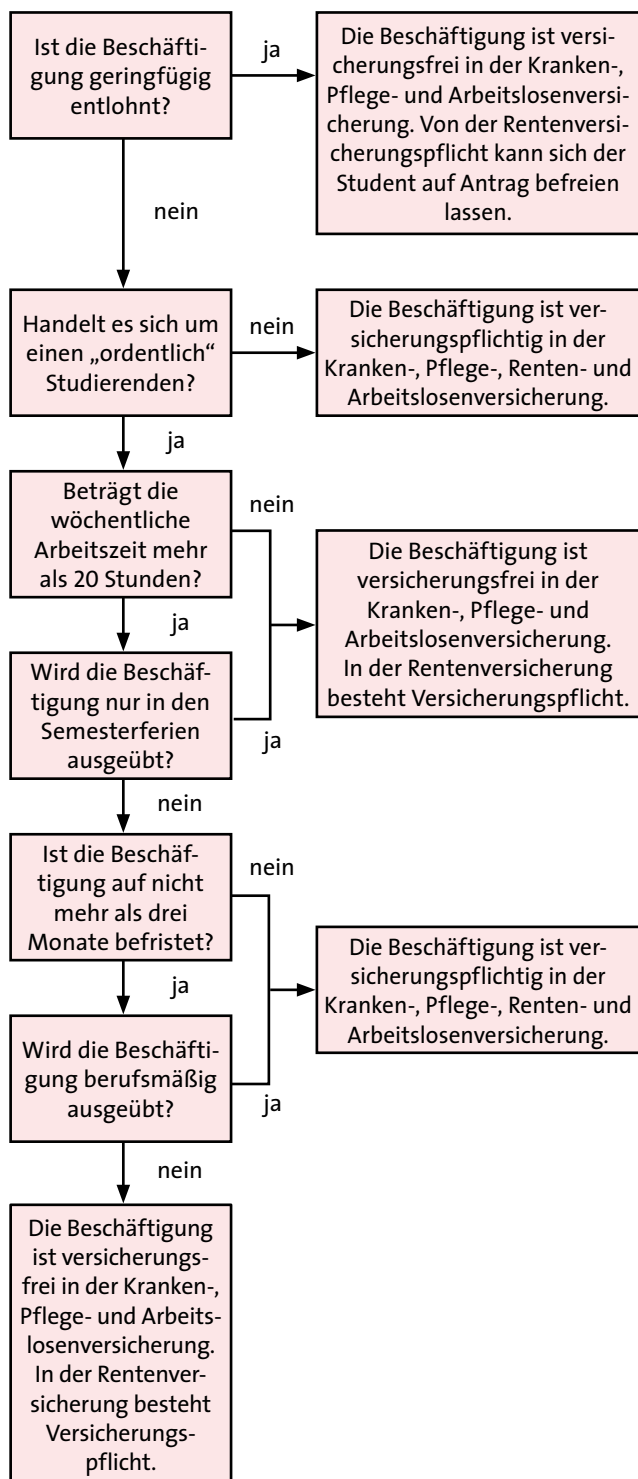 Ist die Beschäfti-
gung geringfügig
entlohnt?
ja
Die Beschäftigung ist versi-
cherungsfrei in der Kranken-,
Pflege- und Arbeitslosenversi-
cherung. Von der Rentenversi-
cherungspflicht kann sich der
Student auf Antrag befreien
lassen.
nein
Handelt es sich um
einen „ordentlich“
Studierenden?
nein
Die Beschäftigung ist ver-
sicherungspflichtig in der
Kranken-, Pflege-, Renten- und
Arbeitslosenversicherung.
ja
Beträgt die
wöchentliche
Arbeitszeit mehr
als 20 Stunden?
nein
Die Beschäftigung ist
versicherungsfrei in der
Kranken-, Pflege- und
Arbeitslosenversicherung.
In der Rentenversicherung
besteht Versicherungspflicht.
ja
Wird die Beschäf-
tigung nur in den
Semesterferien
ausgeübt?
ja
nein
Ist die Beschäf-
tigung auf nicht
mehr als drei
Monate befristet?
nein
Die Beschäftigung ist ver-
sicherungspflichtig in der
Kranken-, Pflege-, Renten- und
Arbeitslosenversicherung.
ja
Wird die Beschäfti-
gung berufsmäßig
ausgeübt?
ja
nein
Die Beschäftigung
ist versicherungs-
frei in der Kranken-,
Pflege- und Arbeits-
losenversicherung.
In der Rentenver-
sicherung besteht
Versicherungs-
pflicht.